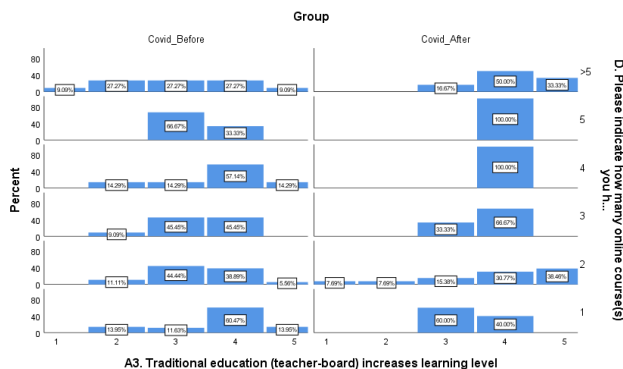 Group
Covid_Before Covid_After
Percent
D. Please indicate how many online course(s) you h...
80
40
0
9.09% 27.27% 27.27% 27.27% 9.09% 16.67% 50.00% 33.33%
>5
80
40
0
66.67% 33.33% 100.00%
5
80
40
0
14.29% 14.29% 57.14% 14.29% 100.00%
4
80
40
0
9.09% 45.45% 45.45% 33.33% 66.67%
3
80
40
0
11.11% 44.44% 38.89% 5.56% 7.69% 7.69% 15.38% 30.77% 38.46%
2
80
40
0
13.95% 11.63% 60.47% 13.95% 60.00% 40.00%
1
1 2 3 4 5 1 2 3 4 5
A3. Traditional education (teacher-board) increases learning level